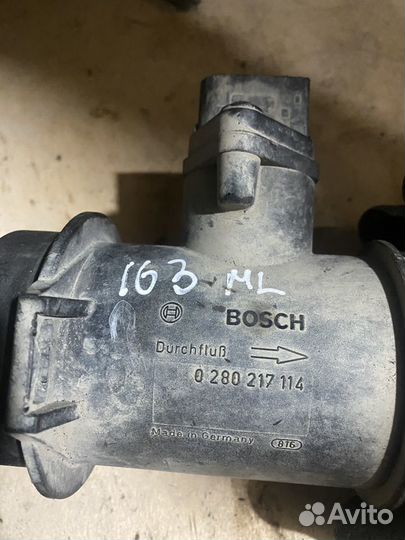 163 ML
BOSCH
Durchfluß
0 280 217 114
Made in Germany 816
Avito